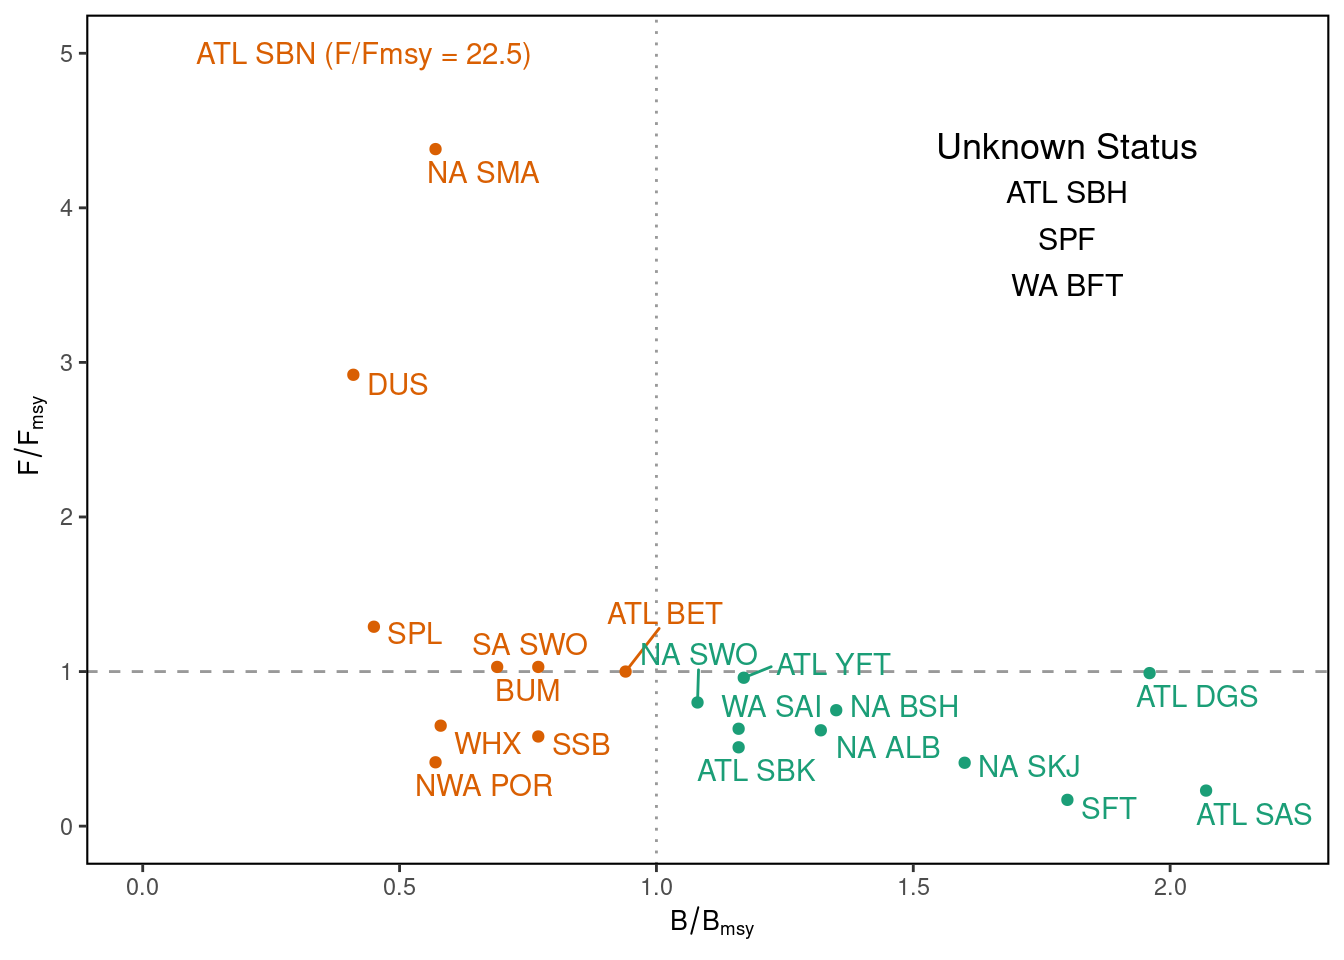 ATL SBN (F/Fmsy = 22.5)
5
NA SMA
Unknown Status
ATL SBH
4
SPF
WA BFT
3
DUS
F/Fmsy
2
ATL BET
SPL
SA SWO
NA SWO
ATL YFT
1
BUM
ATL DGS
WA SAI
NA BSH
WHX
SSB
NA ALB
ATL SBK
NA SKJ
NWA POR
SFT
ATL SAS
0
0.0
0.5
1.0
1.5
2.0
B/Bmsy